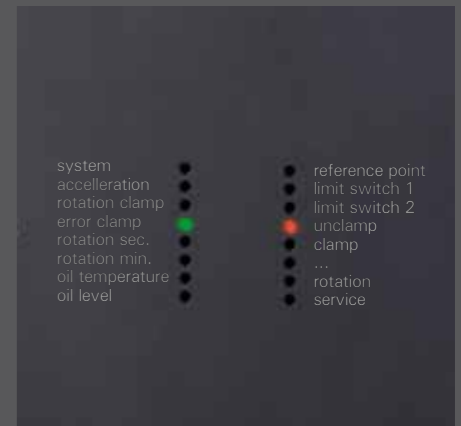 system
accelleration
rotation clamp
error clamp
rotation sec.
rotation min.
oil temperature
oil level
reference point
limit switch 1
limit switch 2
unclamp
clamp
...
rotation
service